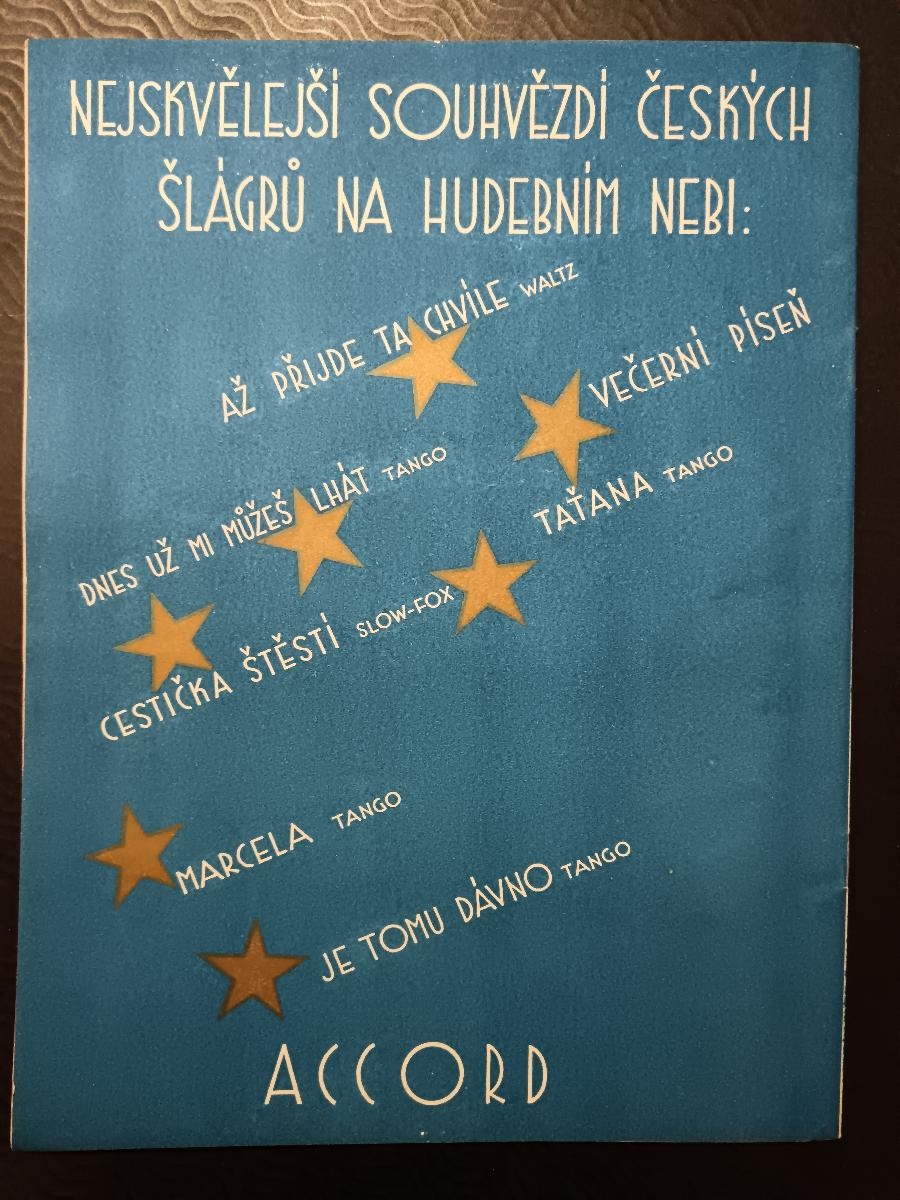 NEJSKVĚLEJŠÍ SOUHVĚZDÍ ČESKÝCH
ŠLÁGRŮ NA HUDEBNÍM NEBI:
AŽ PŘIJDE TA CHVÍLE WALTZ
VEČERNÍ PÍSEŇ
DNES UŽ MI MŮŽEŠ LHÁT TANGO
TAŤANA TANGO
CESTIČKA ŠTĚSTÍ SLOW-FOX
MARCELA TANGO
JE TOMU DÁVNO TANGO
ACCORD